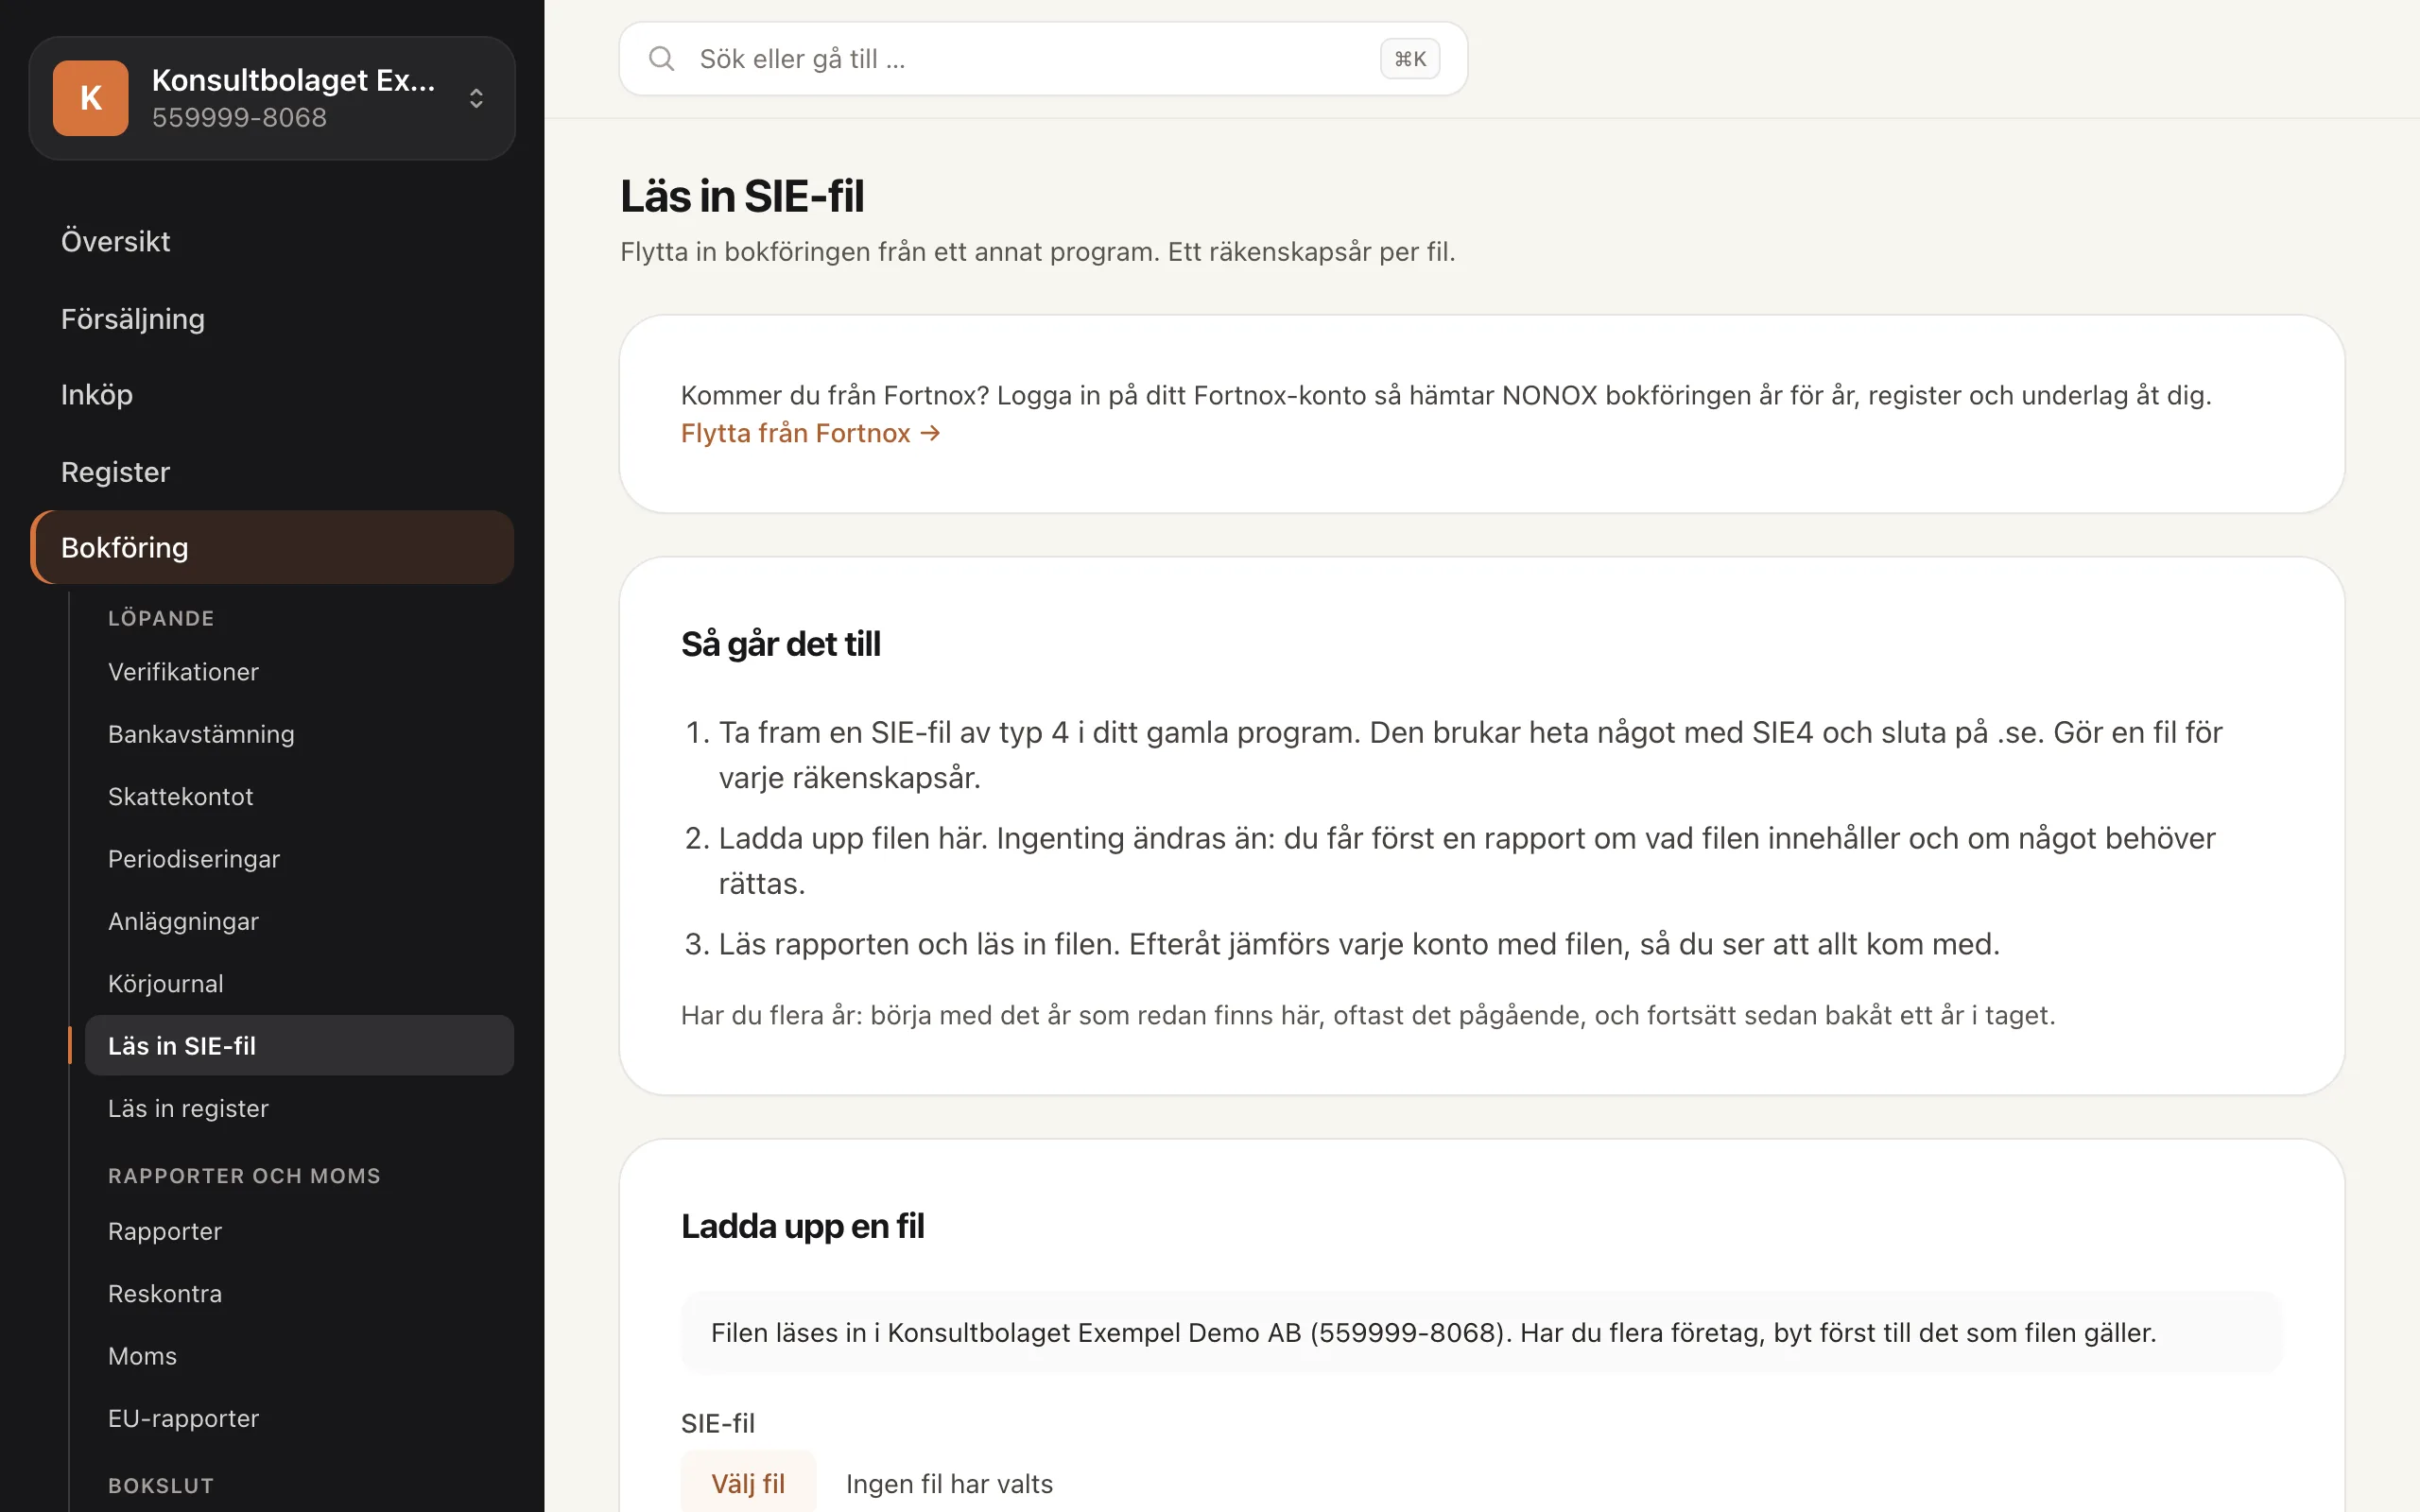 K
Konsultbolaget Ex...
559999-8068
Översikt
Försäljning
Inköp
Register
Bokföring
LÖPANDE
Verifikationer
Bankavstämning
Skattekontot
Periodiseringar
Anläggningar
Körjournal
Läs in SIE-fil
Läs in register
RAPPORTER OCH MOMS
Rapporter
Reskontra
Moms
EU-rapporter
BOKSLUT
Sök eller gå till ...
⌘K
Läs in SIE-fil
Flytta in bokföringen från ett annat program. Ett räkenskapsår per fil.
Kommer du från Fortnox? Logga in på ditt Fortnox-konto så hämtar NONOX bokföringen år för år, register och underlag åt dig.
Flytta från Fortnox →
Så går det till
1. Ta fram en SIE-fil av typ 4 i ditt gamla program. Den brukar heta något med SIE4 och sluta på .se. Gör en fil för
varje räkenskapsår.
2. Ladda upp filen här. Ingenting ändras än: du får först en rapport om vad filen innehåller och om något behöver
rättas.
3. Läs rapporten och läs in filen. Efteråt jämförs varje konto med filen, så du ser att allt kom med.
Har du flera år: börja med det år som redan finns här, oftast det pågående, och fortsätt sedan bakåt ett år i taget.
Ladda upp en fil
Filen läses in i Konsultbolaget Exempel Demo AB (559999-8068). Har du flera företag, byt först till det som filen gäller.
SIE-fil
Välj fil
Ingen fil har valts